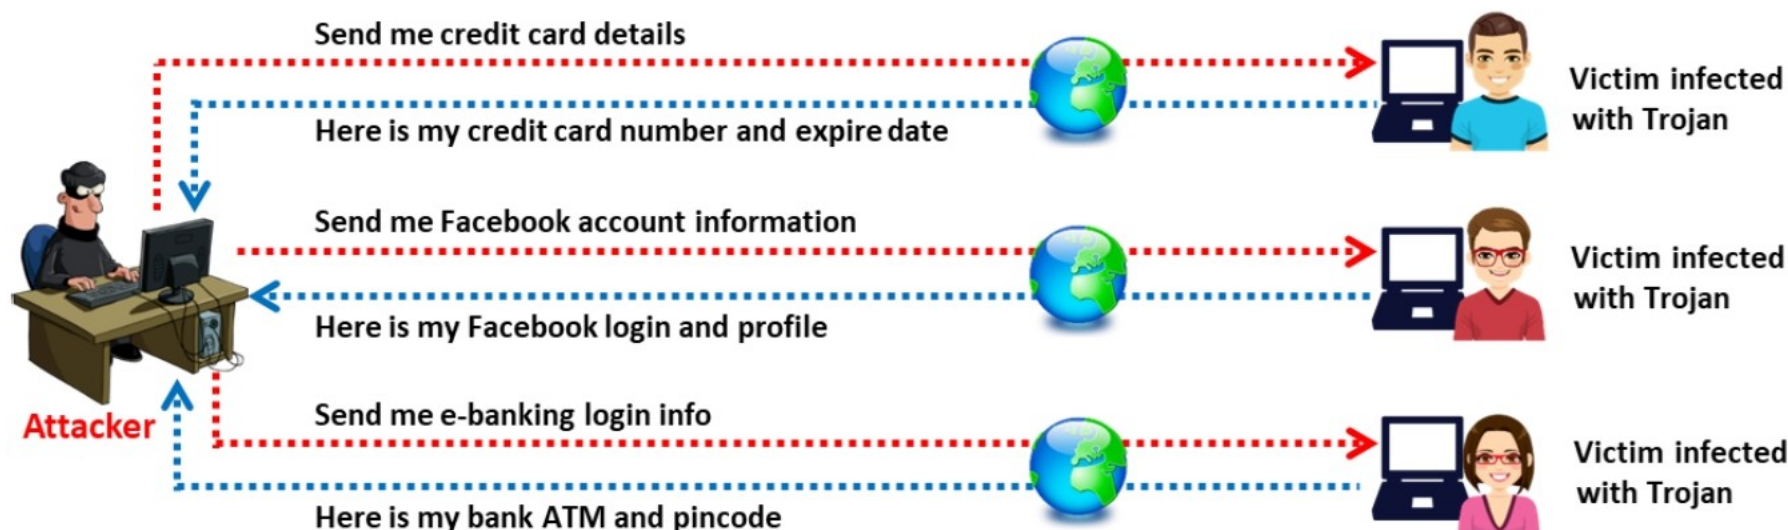 Send me credit card details
Here is my credit card number and expire date
Victim infected
with Trojan
Send me Facebook account information
Here is my Facebook login and profile
Victim infected
with Trojan
Attacker
Send me e-banking login info
Here is my bank ATM and pincode
Victim infected
with Trojan